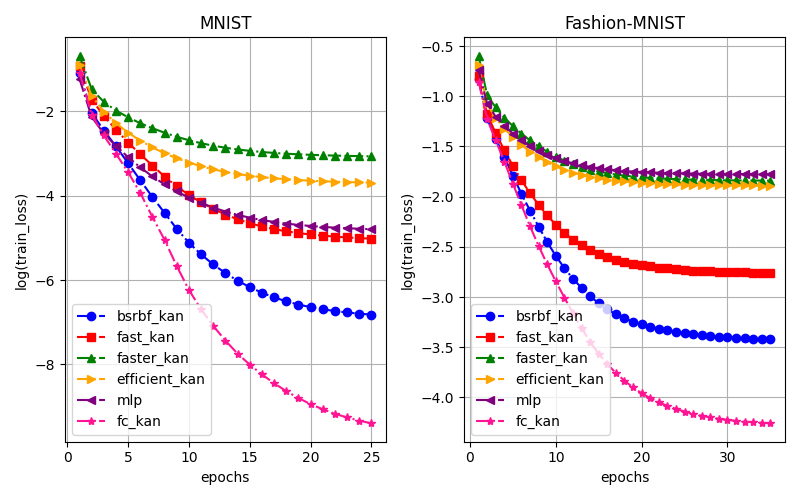 MNIST
log(train_loss)
−2
−4
−6
−8
bsrbf_kan
fast_kan
faster_kan
efficient_kan
mlp
fc_kan
0
5
10
15
20
25
epochs
Fashion-MNIST
log(train_loss)
−0.5
−1.0
−1.5
−2.0
−2.5
−3.0
−3.5
−4.0
bsrbf_kan
fast_kan
faster_kan
efficient_kan
mlp
fc_kan
0
10
20
30
epochs